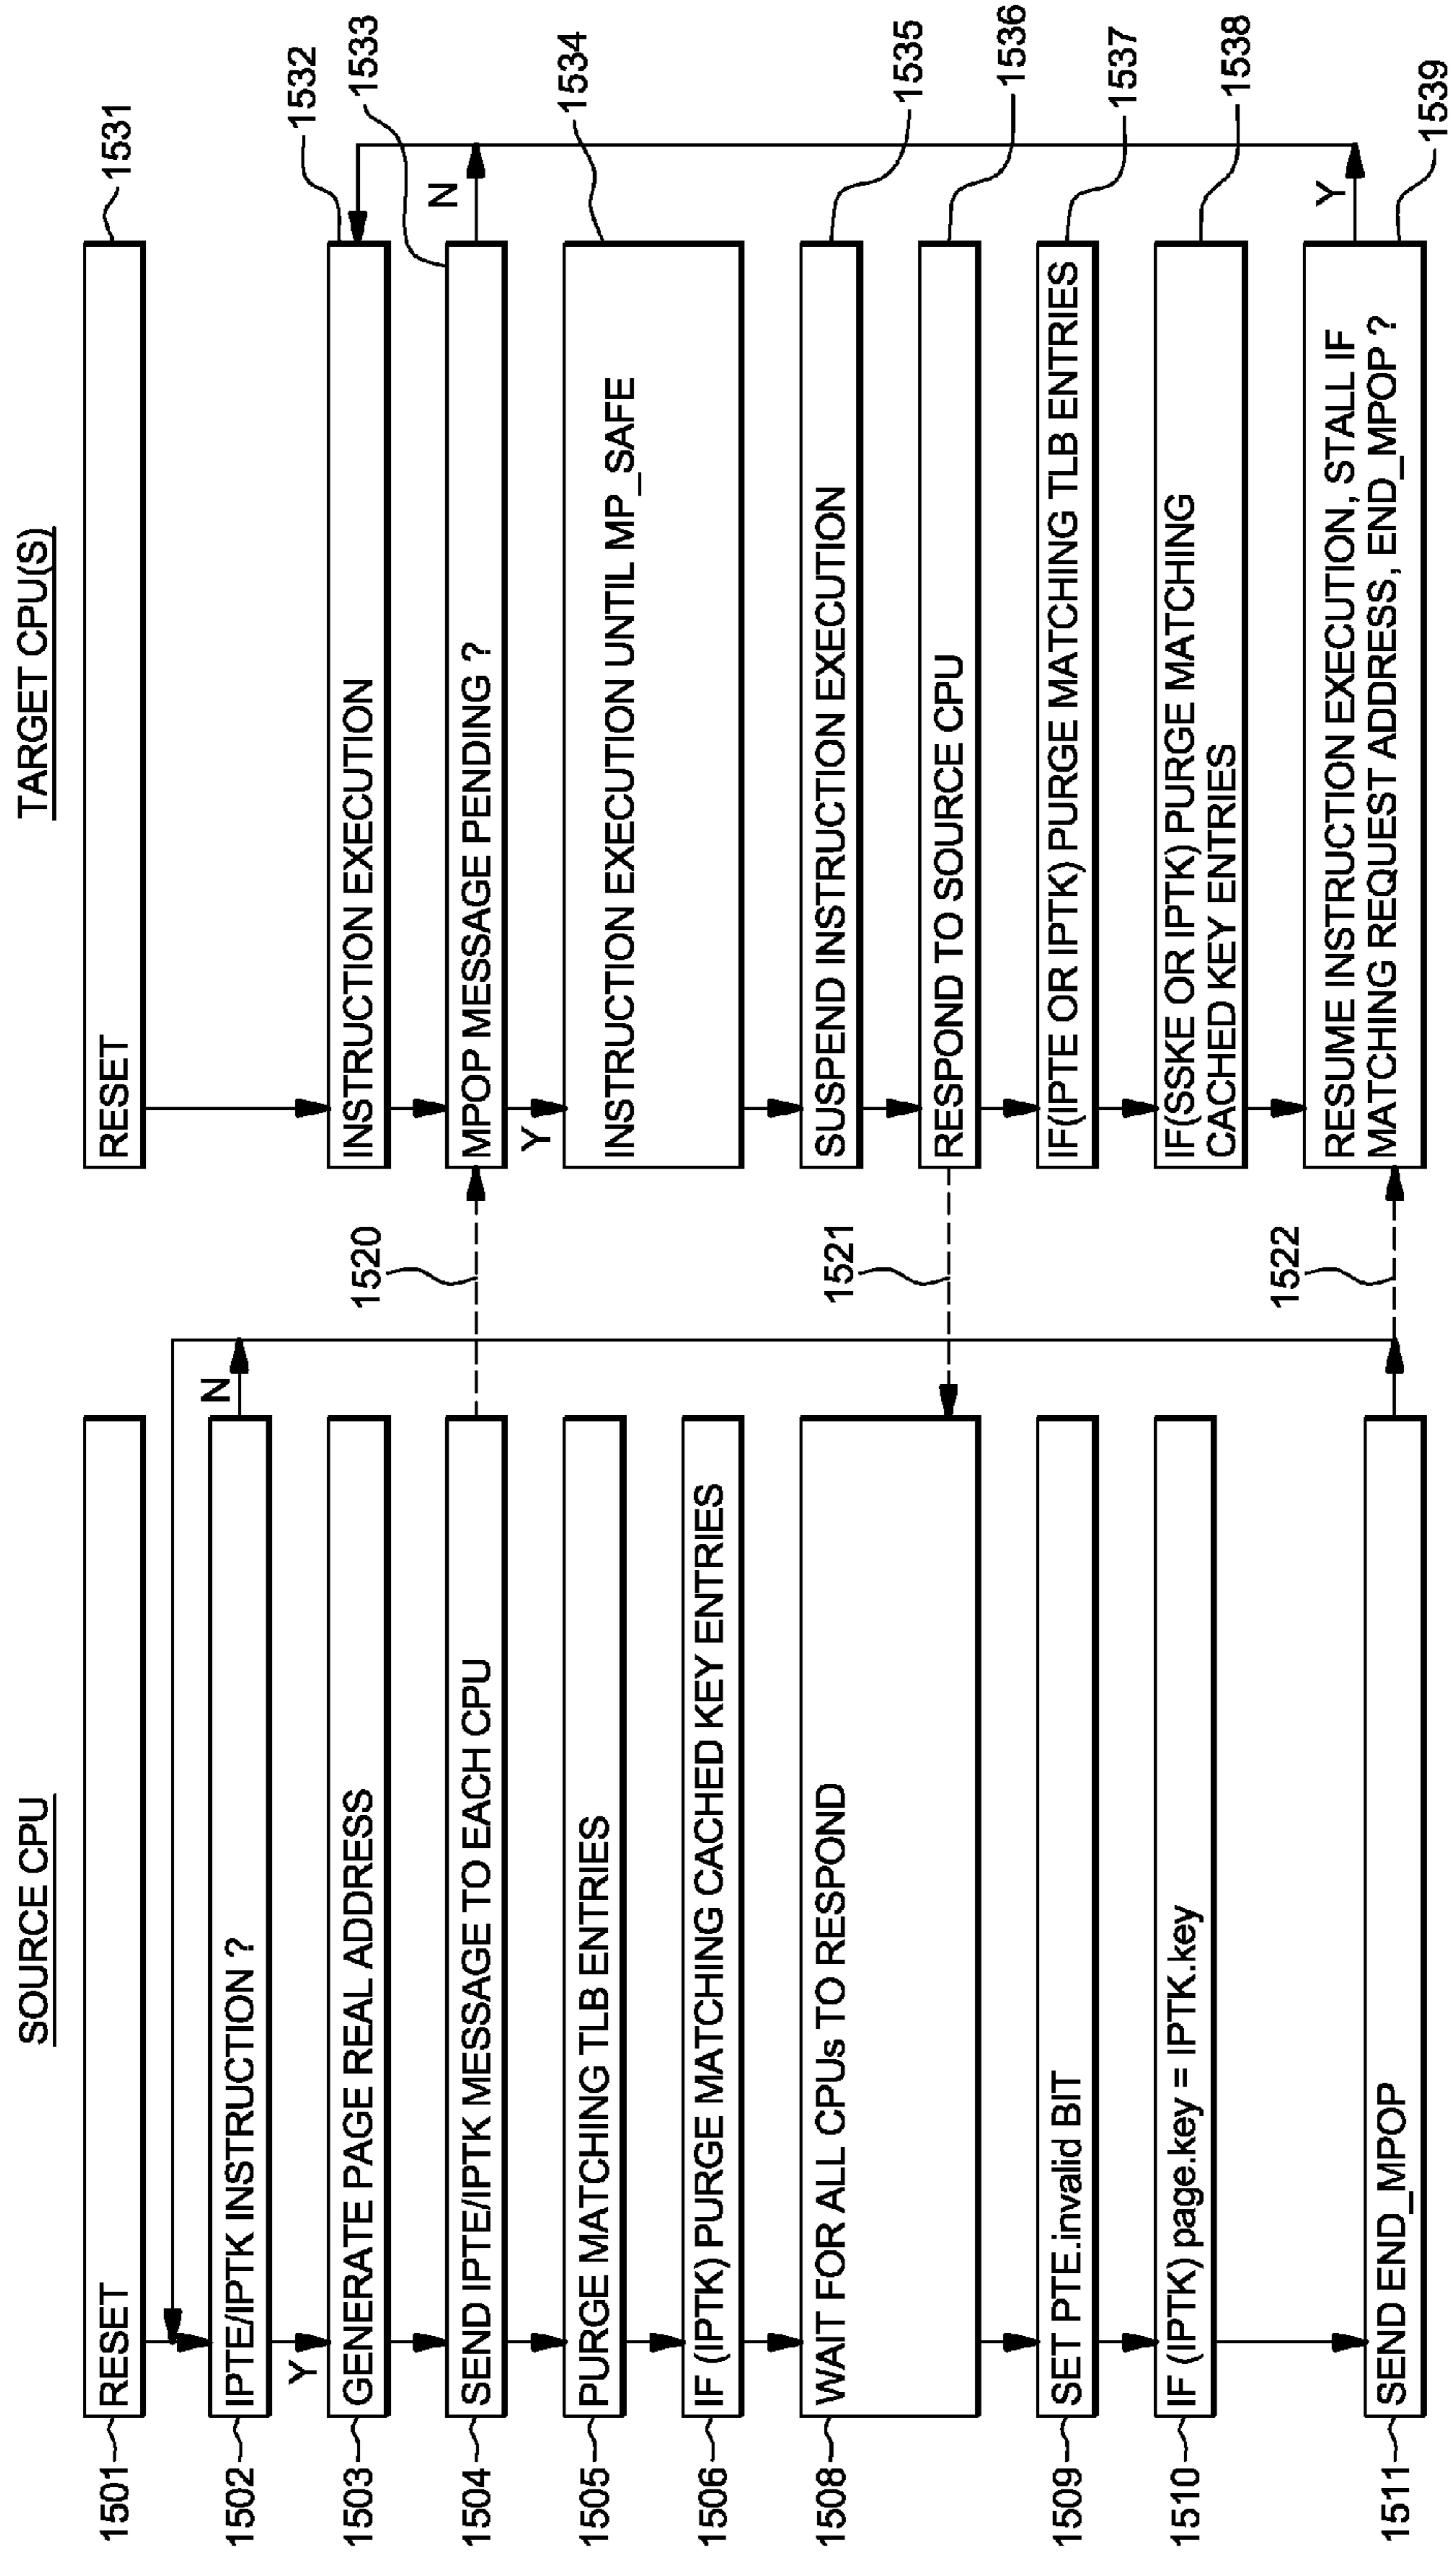 SOURCE CPU
1501
RESET
1502
IPTE/IPTK INSTRUCTION ?
N
Y
1503
GENERATE PAGE REAL ADDRESS
1504
SEND IPTE/IPTK MESSAGE TO EACH CPU
1505
PURGE MATCHING TLB ENTRIES
1506
IF (IPTK) PURGE MATCHING CACHED KEY ENTRIES
1508
WAIT FOR ALL CPUs TO RESPOND
1509
SET PTE.invalid BIT
1510
IF (IPTK) page.key = IPTK.key
1511
SEND END_MPOP
1520
1521
1522
TARGET CPU(S)
RESET
1531
INSTRUCTION EXECUTION
1532
MPOP MESSAGE PENDING ?
1533
N
Y
INSTRUCTION EXECUTION UNTIL MP_SAFE
1534
SUSPEND INSTRUCTION EXECUTION
1535
RESPOND TO SOURCE CPU
1536
IF(IPTE OR IPTK) PURGE MATCHING TLB ENTRIES
1537
IF(SSKE OR IPTK) PURGE MATCHING
CACHED KEY ENTRIES
1538
RESUME INSTRUCTION EXECUTION, STALL IF
MATCHING REQUEST ADDRESS, END_MPOP ?
Y
1539